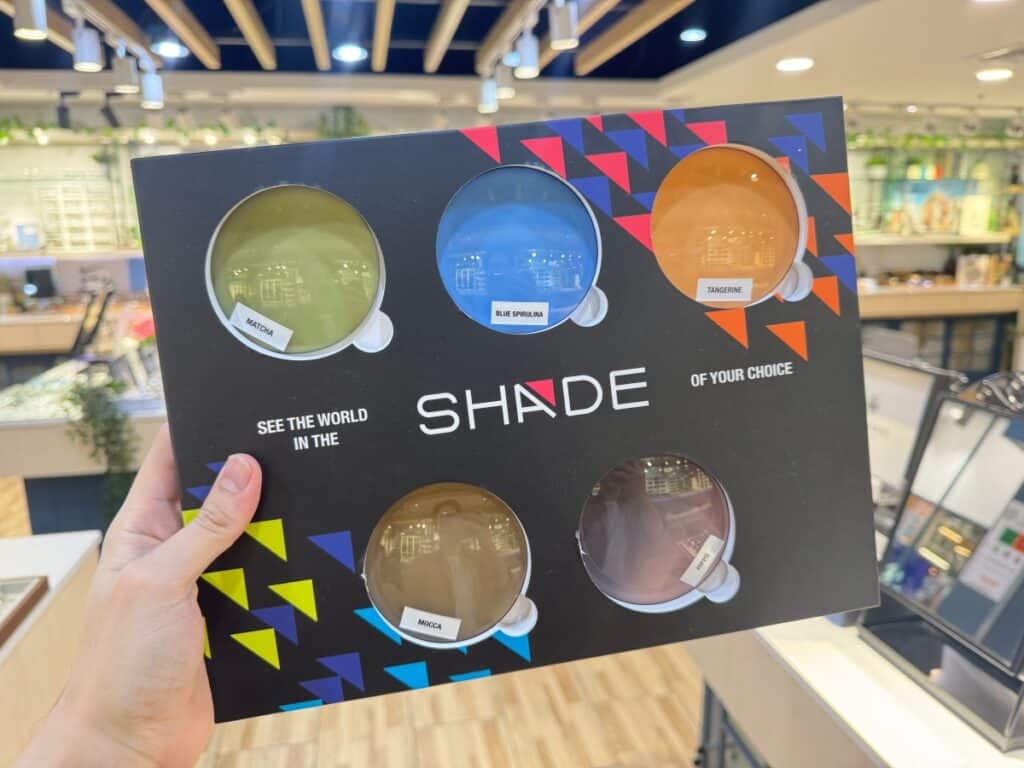 MATCHA
BLUE SPIRULINA
TANGERINE
SEE THE WORLD
IN THE
SHADE
OF YOUR CHOICE
MOCCA